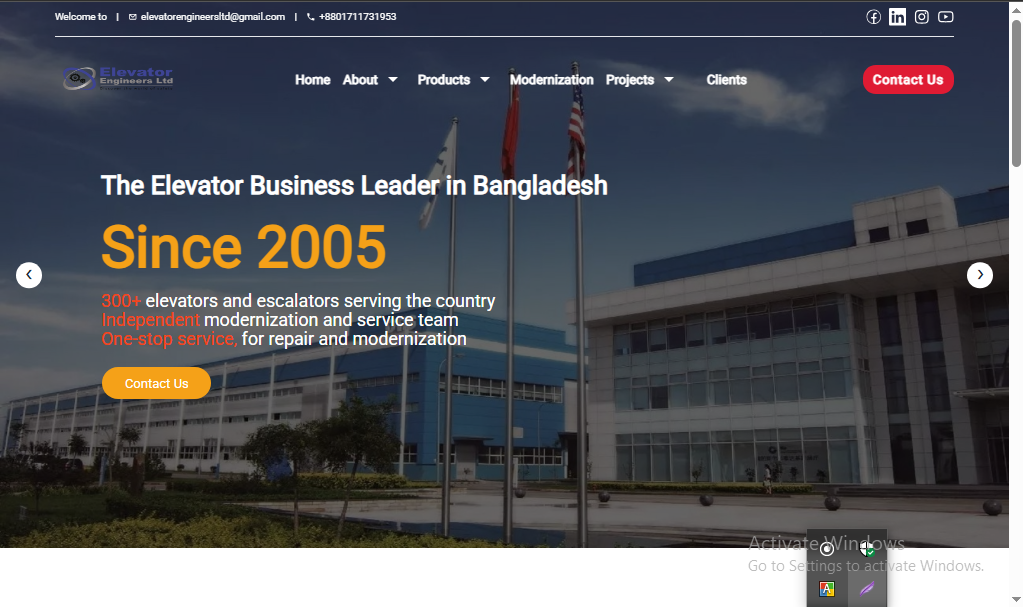 Welcome to | elevatorengineersltd@gmail.com | +8801711731953
Elevator
Engineers Ltd
Home About Products Modernization Projects Clients
Contact Us
The Elevator Business Leader in Bangladesh
Since 2005
300+ elevators and escalators serving the country
Independent modernization and service team
One-stop service, for repair and modernization
Contact Us
Activate Windows
Go to Settings to activate Windows.